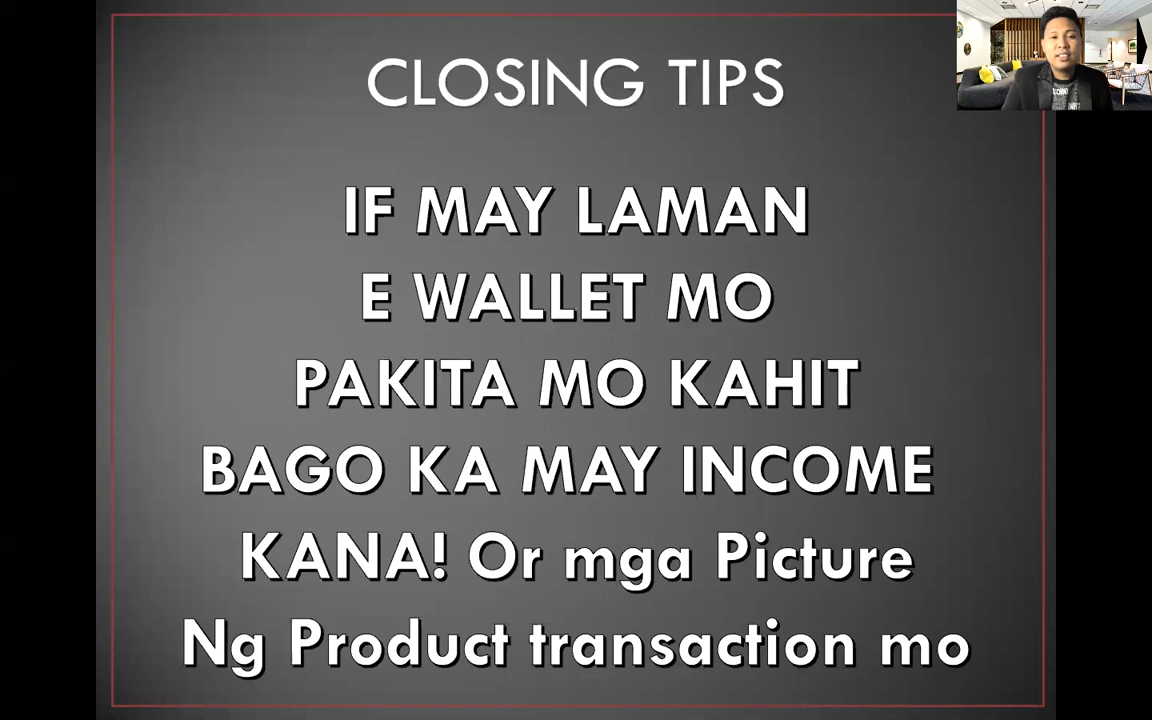 CLOSING TIPS
IF MAY LAMAN
E WALLET MO
PAKITA MO KAHIT
BAGO KA MAY INCOME
KANA! Or mga Picture
Ng Product transaction mo